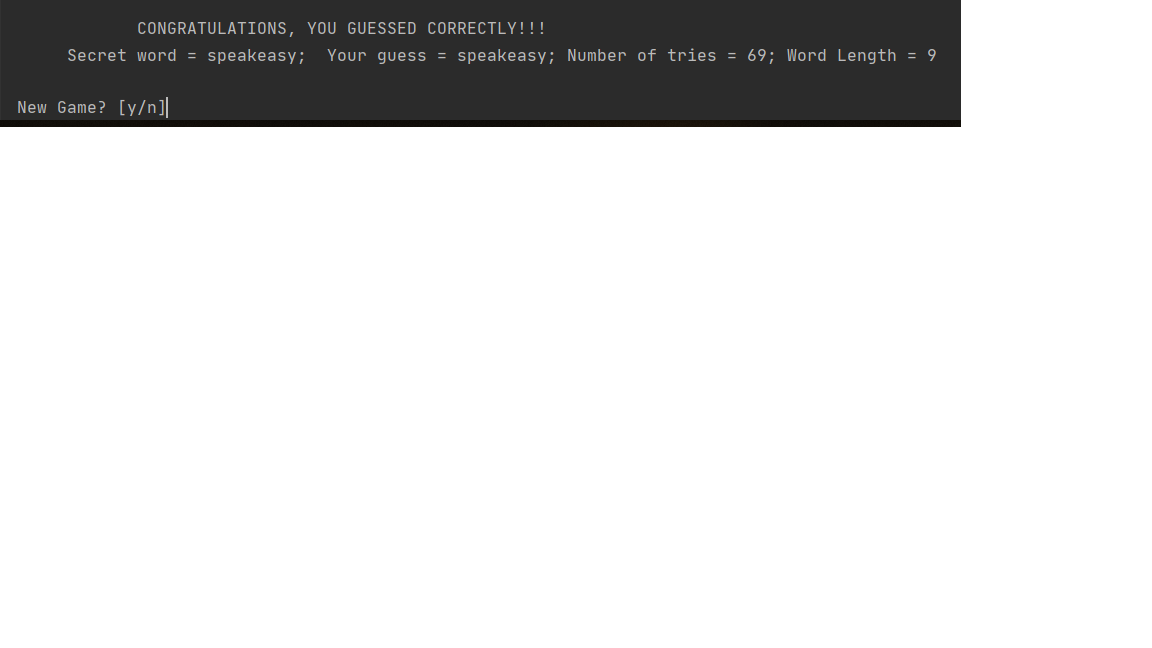 CONGRATULATIONS, YOU GUESSED CORRECTLY!!!
Secret word = speakeasy;  Your guess = speakeasy; Number of tries = 69; Word Length = 9
New Game? [y/n]